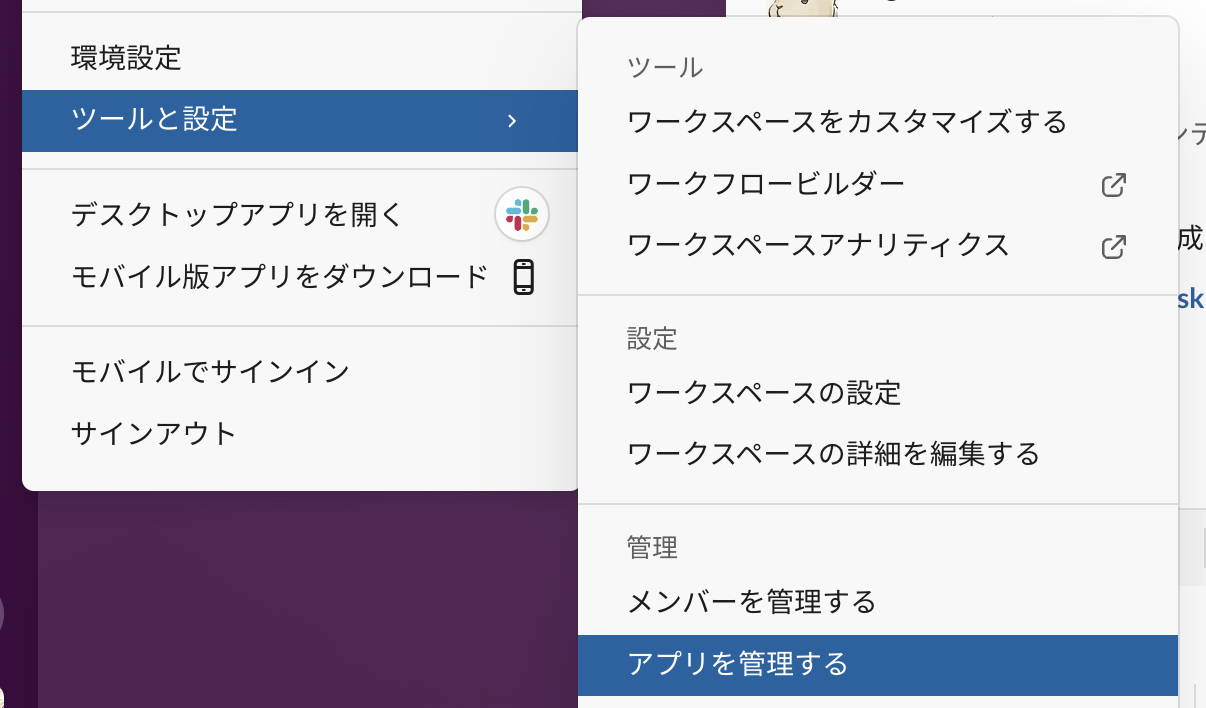 環境設定
ツールと設定
デスクトップアプリを開く
モバイル版アプリをダウンロード
モバイルでサインイン
サインアウト
ツール
ワークスペースをカスタマイズする
ワークフロービルダー
ワークスペースアナリティクス
設定
ワークスペースの設定
ワークスペースの詳細を編集する
管理
メンバーを管理する
アプリを管理する
成
sk